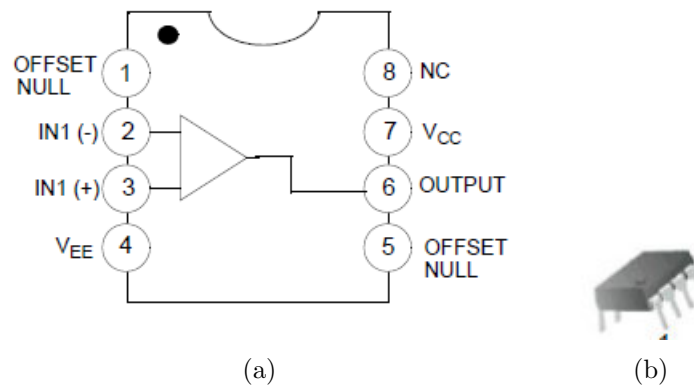 OFFSET
NULL
1
8
NC
IN1 (-)
2
7
VCC
IN1 (+)
3
6
OUTPUT
VEE
4
5
OFFSET
NULL
(a)
(b)